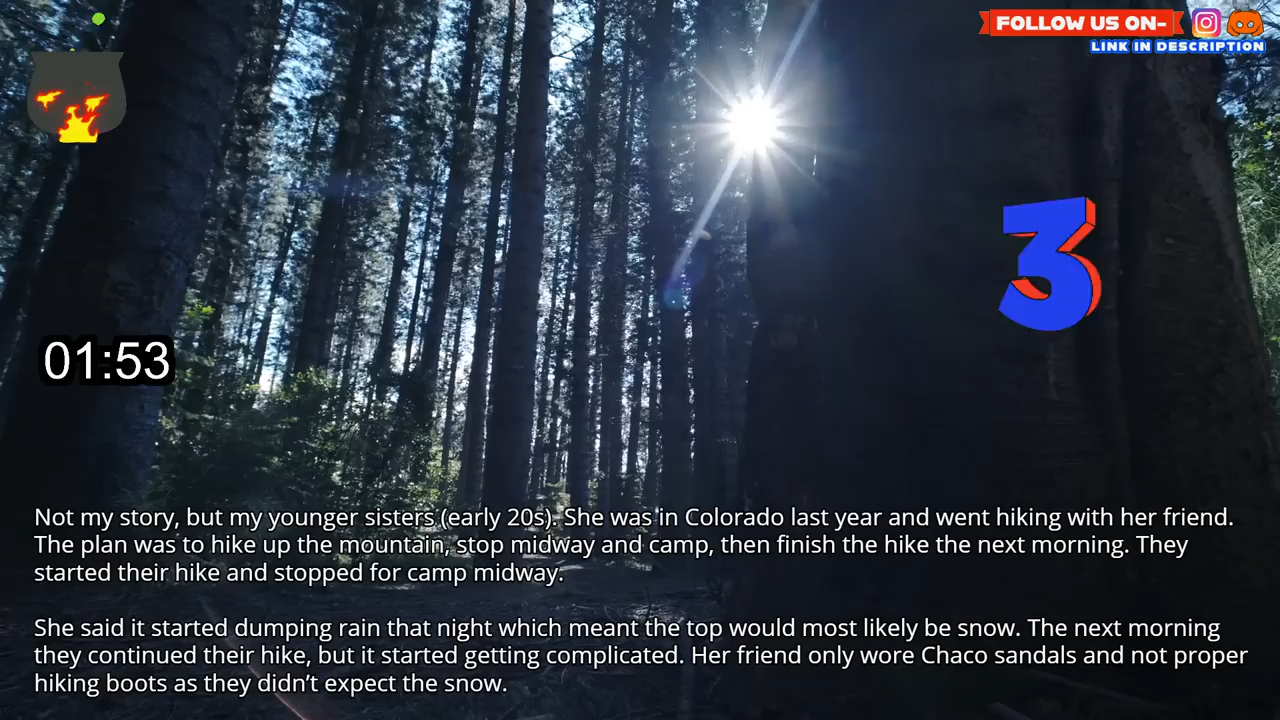 FOLLOW US ON-
LINK IN DESCRIPTION
3
01:53
Not my story, but my younger sisters (early 20s). She was in Colorado last year and went hiking with her friend.
The plan was to hike up the mountain, stop midway and camp, then finish the hike the next morning. They
started their hike and stopped for camp midway.
She said it started dumping rain that night which meant the top would most likely be snow. The next morning
they continued their hike, but it started getting complicated. Her friend only wore Chaco sandals and not proper
hiking boots as they didn’t expect the snow.